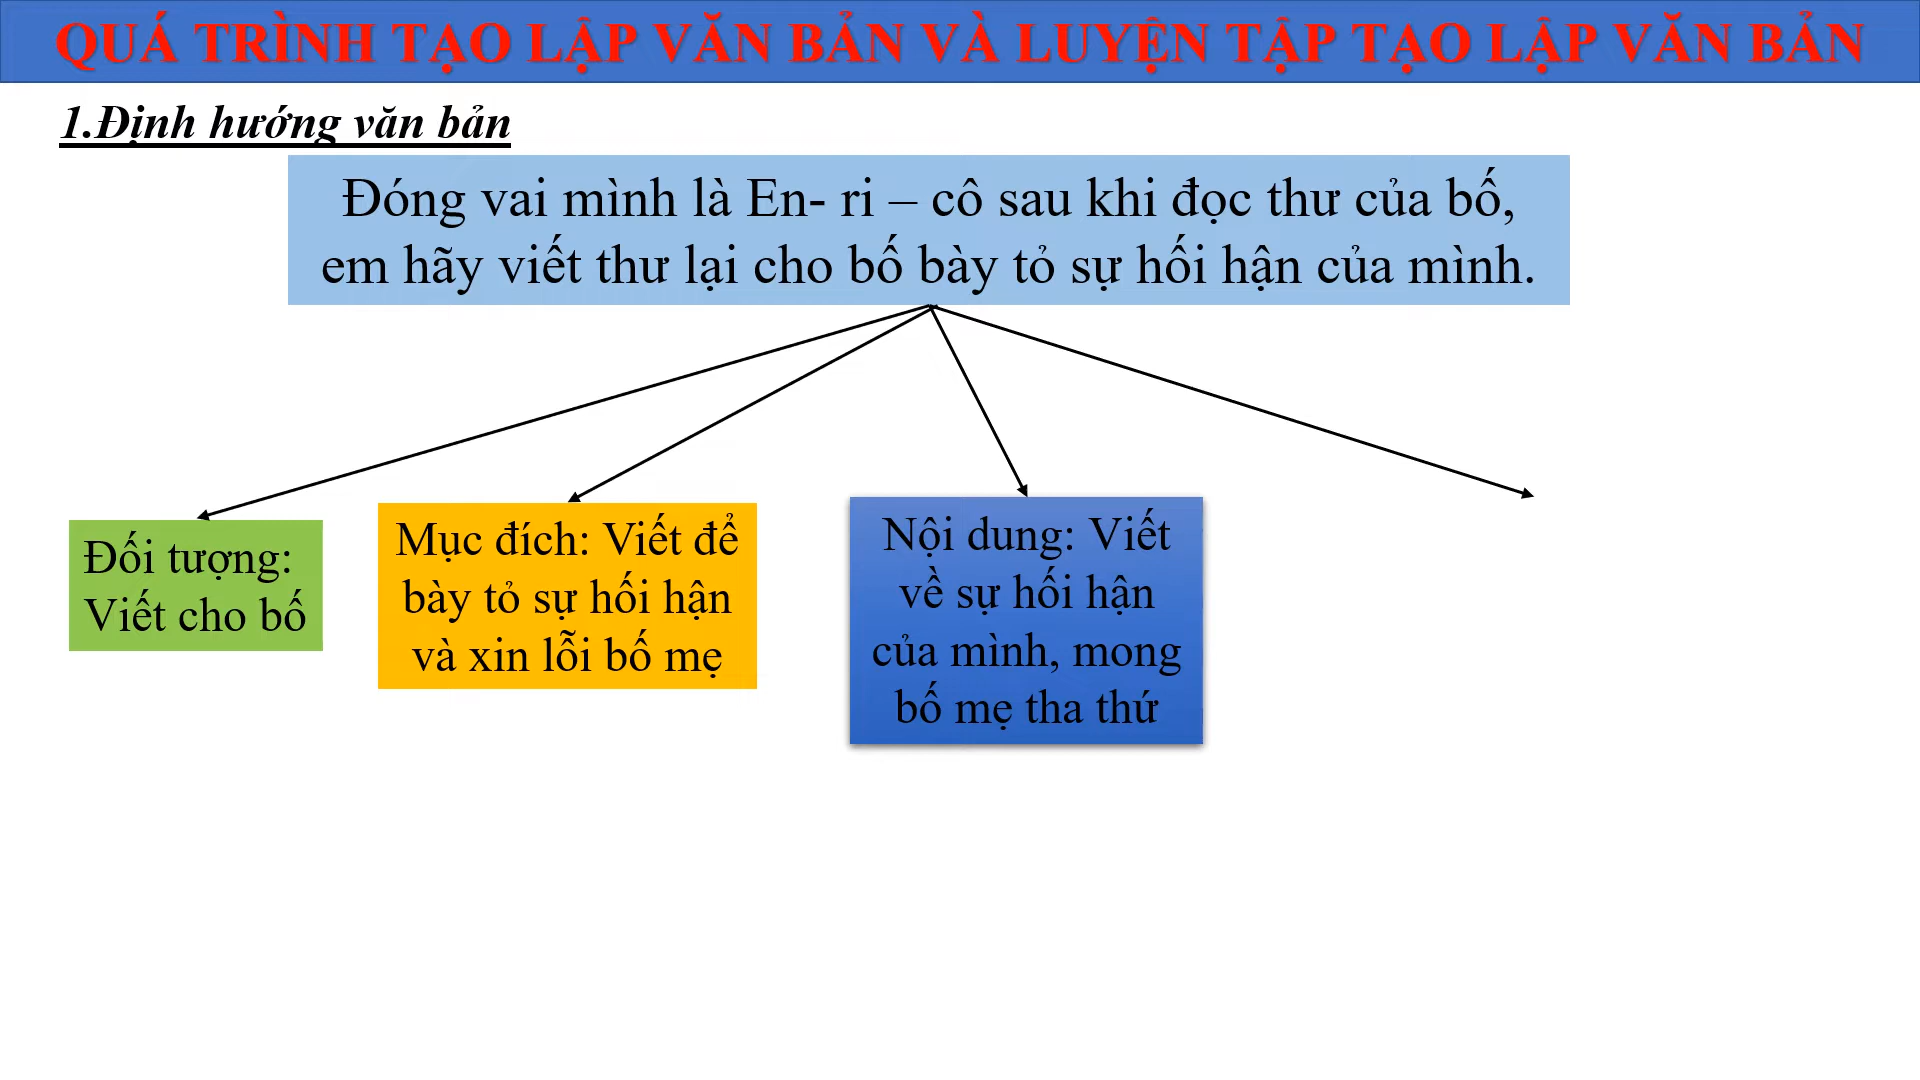 QUÁ TRÌNH TẠO LẬP VĂN BẢN VÀ LUYỆN TẬP TẠO LẬP VĂN BẢN
1.Định hướng văn bản
Đóng vai mình là En- ri – cô sau khi đọc thư của bố,
em hãy viết thư lại cho bố bày tỏ sự hối hận của mình.
Đối tượng:
Viết cho bố
Mục đích: Viết để
bày tỏ sự hối hận
và xin lỗi bố mẹ
Nội dung: Viết
về sự hối hận
của mình, mong
bố mẹ tha thứ